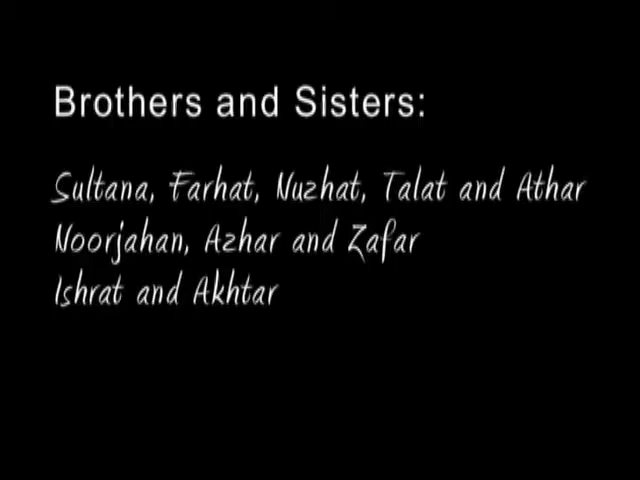 Brothers and Sisters:
Sultana, Farhat, Nuzhat, Talat and Athar
Noorjahan, Azhar and Zafar
Ishrat and Akhtar